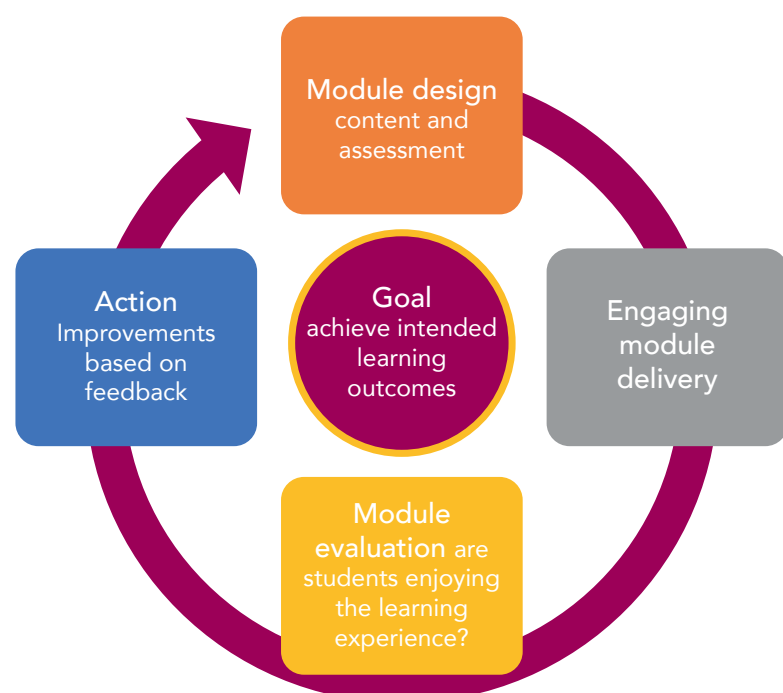 Module design
content and
assessment
Action
Improvements
based on
feedback
Goal
achieve intended
learning
outcomes
Engaging
module
delivery
Module
evaluation are
students enjoying
the learning
experience?